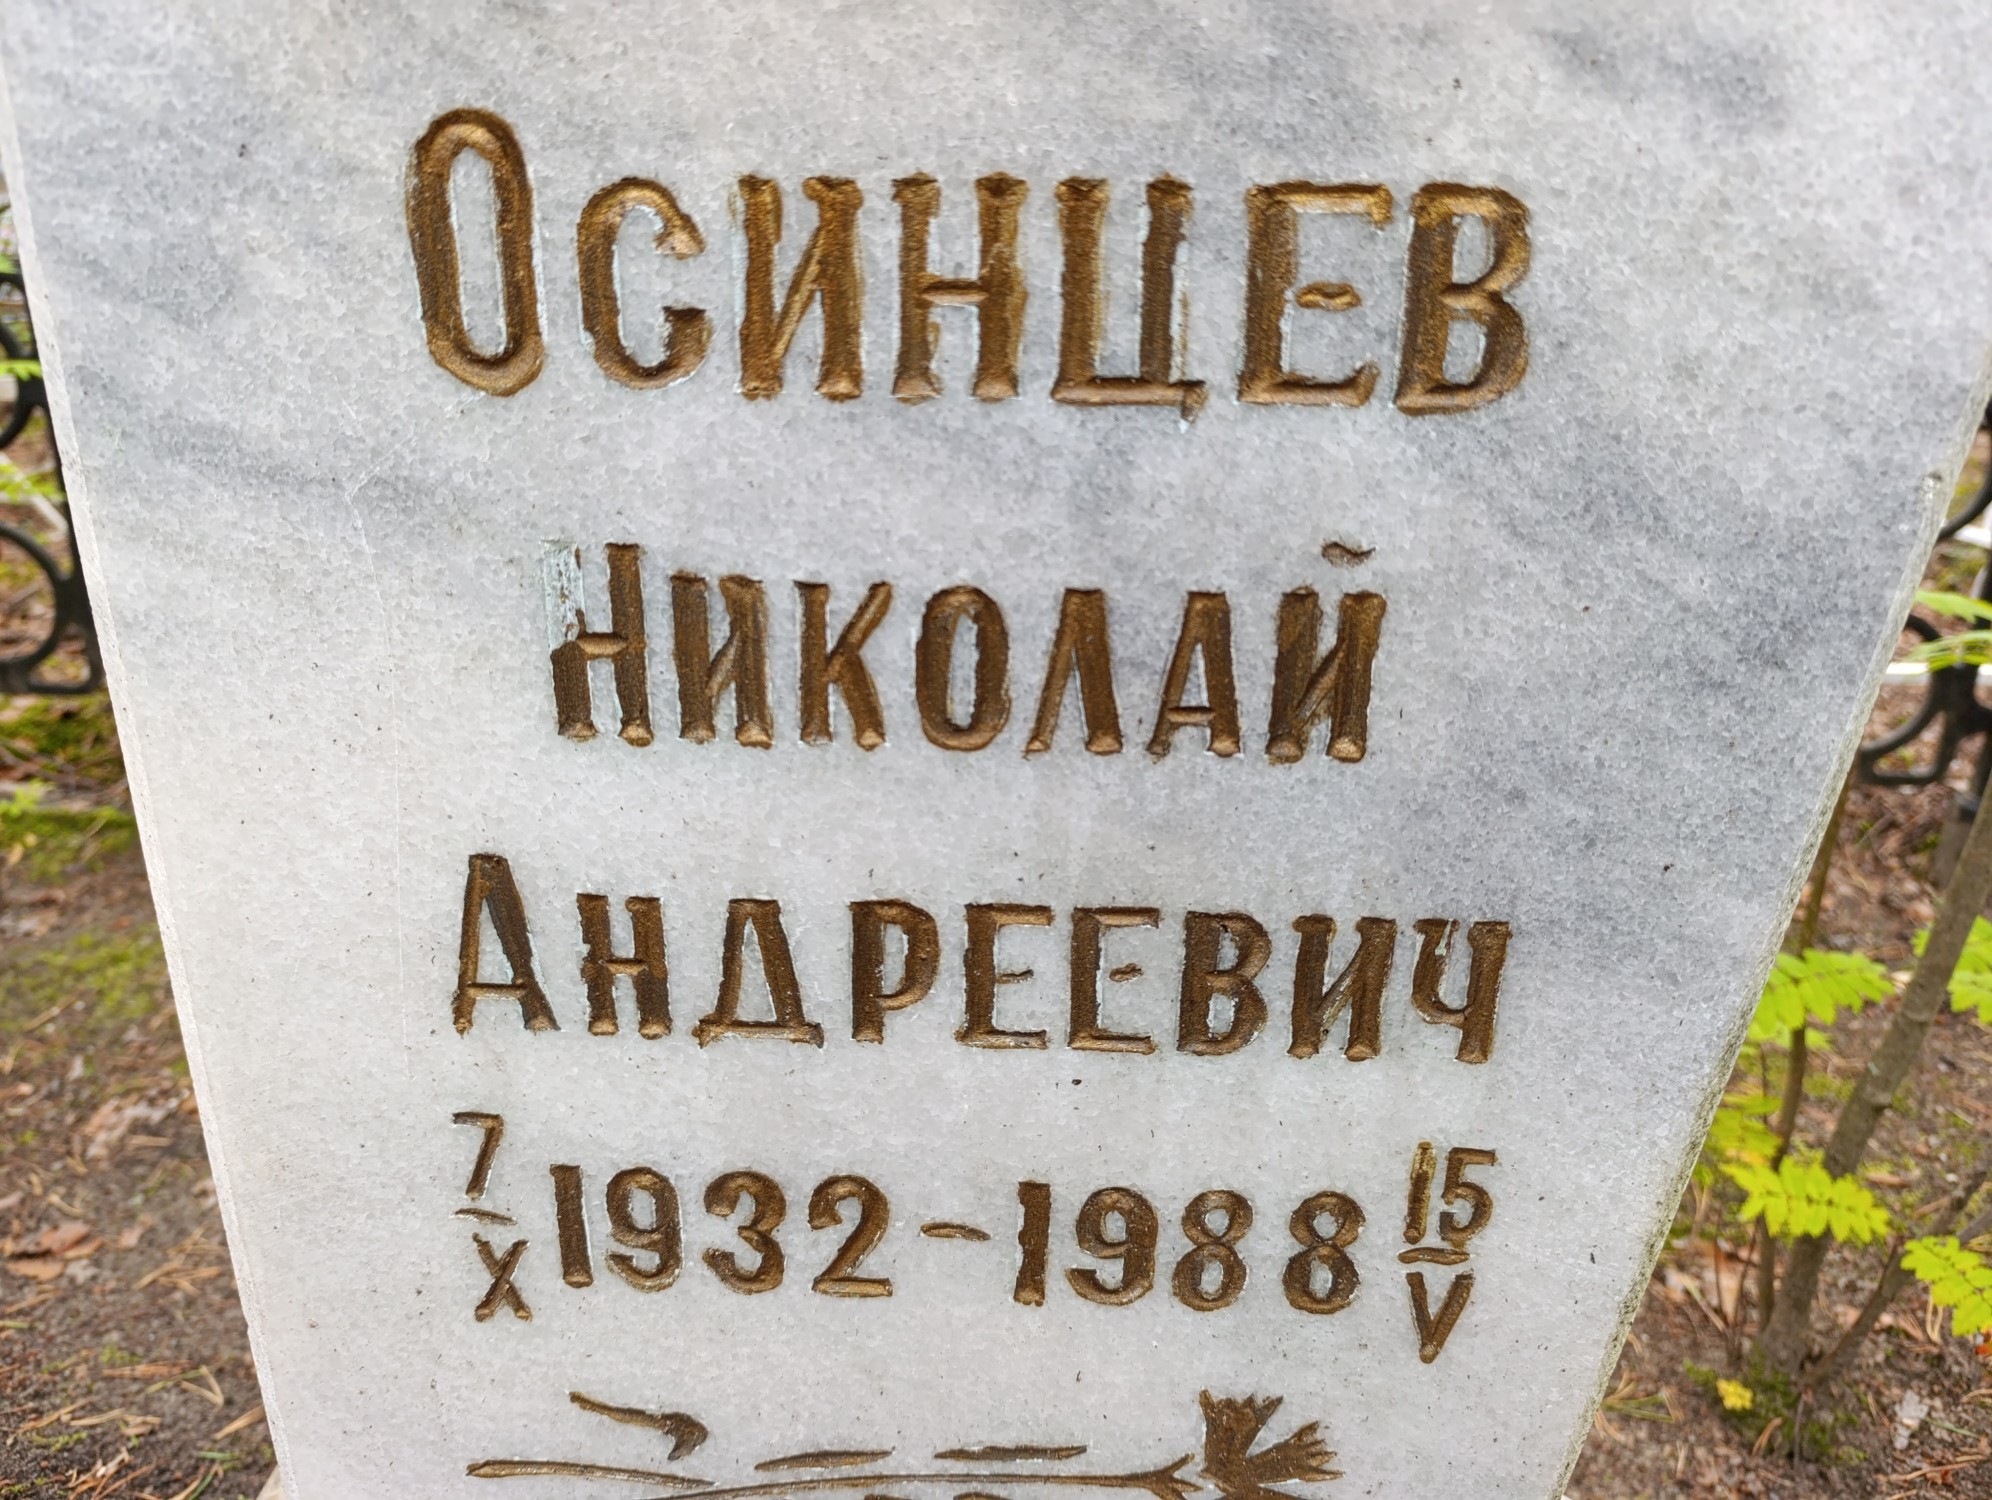 Осинцев
Николай
Андреевич
7/X 1932 - 1988 15/V